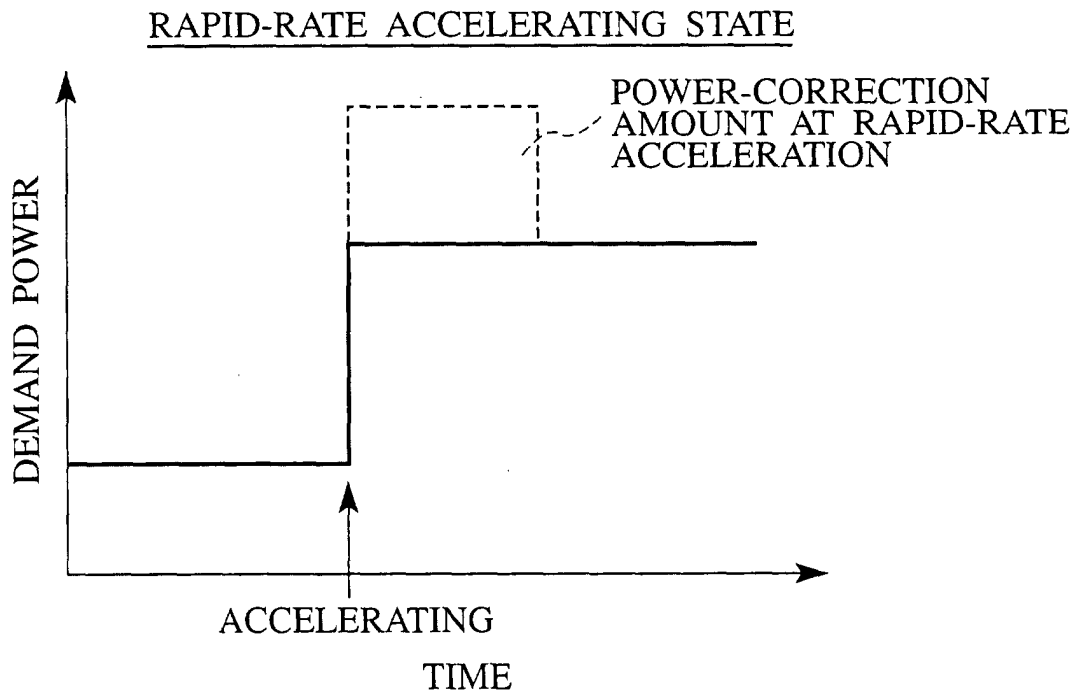 RAPID-RATE ACCELERATING STATE
POWER-CORRECTION
AMOUNT AT RAPID-RATE
ACCELERATION
DEMAND POWER
ACCELERATING
TIME